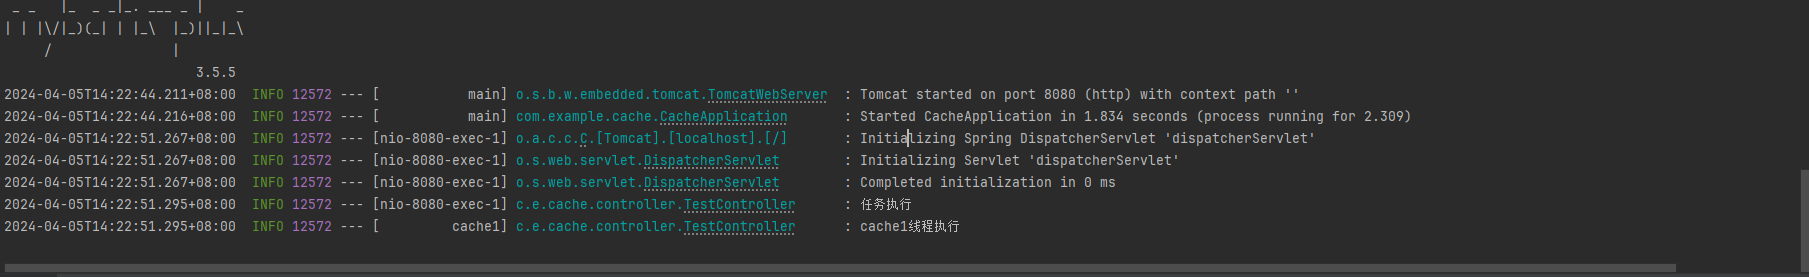 _ _   |_  _ _|_. ___ _ |    _
| | |\/|_)(_| | |_\  |_)||_|_\
     /               |
                        3.5.5
2024-04-05T14:22:44.211+08:00  INFO 12572 --- [           main] o.s.b.w.embedded.tomcat.TomcatWebServer  : Tomcat started on port 8080 (http) with context path ''
2024-04-05T14:22:44.216+08:00  INFO 12572 --- [           main] com.example.cache.CacheApplication       : Started CacheApplication in 1.834 seconds (process running for 2.309)
2024-04-05T14:22:51.267+08:00  INFO 12572 --- [nio-8080-exec-1] o.a.c.c.C.[Tomcat].[localhost].[/]       : Initializing Spring DispatcherServlet 'dispatcherServlet'
2024-04-05T14:22:51.267+08:00  INFO 12572 --- [nio-8080-exec-1] o.s.web.servlet.DispatcherServlet        : Initializing Servlet 'dispatcherServlet'
2024-04-05T14:22:51.267+08:00  INFO 12572 --- [nio-8080-exec-1] o.s.web.servlet.DispatcherServlet        : Completed initialization in 0 ms
2024-04-05T14:22:51.295+08:00  INFO 12572 --- [nio-8080-exec-1] c.e.cache.controller.TestController      : 任务执行
2024-04-05T14:22:51.295+08:00  INFO 12572 --- [         cache1] c.e.cache.controller.TestController      : cache1线程执行